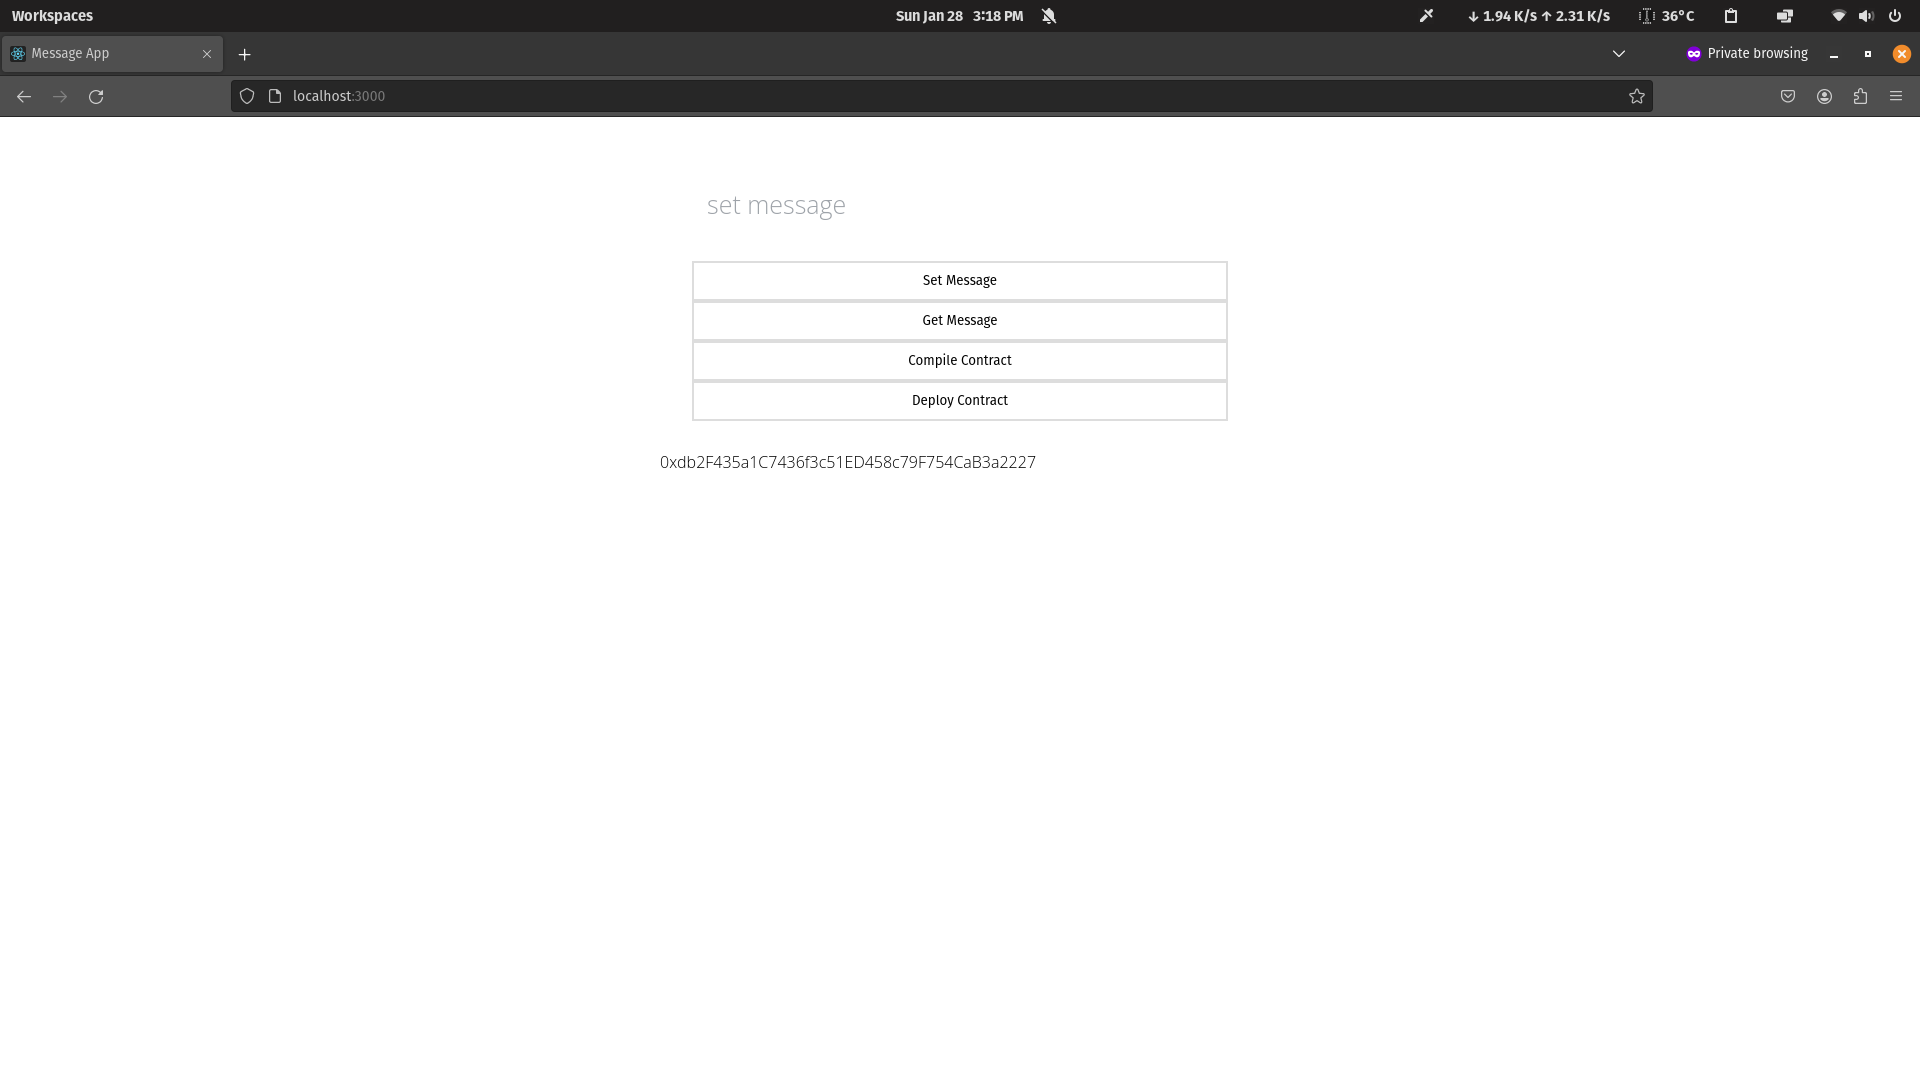 Workspaces
Sun Jan 28 3:18 PM
↓ 1.94 K/s ↑ 2.31 K/s
36°C
Message App
Private browsing
localhost:3000
set message
Set Message
Get Message
Compile Contract
Deploy Contract
0xdb2F435a1C7436f3c51ED458c79F754CaB3a2227